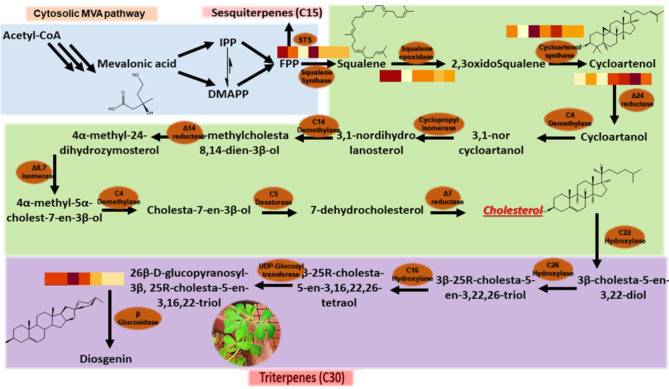 Cytosolic MVA pathway
Sesquiterpenes (C15)
Acetyl-CoA
Mevalonic acid
IPP
DMAPP
STS
FPP
Squalene
Synthase
Squalene
Squalene
epoxidase
2,3oxidoSqualene
Cycloartenol
synthase
Cycloartenol
Δ24
reductase
Cycloartanol
C4
Demethylase
3,1-nor
cycloartanol
Cyclopropyl
isomerase
3,1-nordihydro
lanosterol
C14
Demethylase
-methylcholesta
8,14-dien-3β-ol
Δ14
reductase
4α-methyl-24-
dihydrozymosterol
Δ8,7
Isomerase
4α-methyl-5α-
cholest-7-en-3β-ol
C4
Demethylase
Cholesta-7-en-3β-ol
C5
Desaturase
7-dehydrocholesterol
Δ7
reductase
Cholesterol
C22
Hydroxylase
3β-cholesta-5-en-
3,22-diol
C26
Hydroxylase
3β-25R-cholesta-5-
en-3,22,26-triol
C16
Hydroxylase
β-25R-cholesta-
5-en-3,16,22,26-
tetraol
UDP-Glucosyl
transferase
26β-D-glucopyranosyl-
3β, 25R-cholesta-5-en-
3,16,22-triol
β
Glucosidase
Diosgenin
Triterpenes (C30)